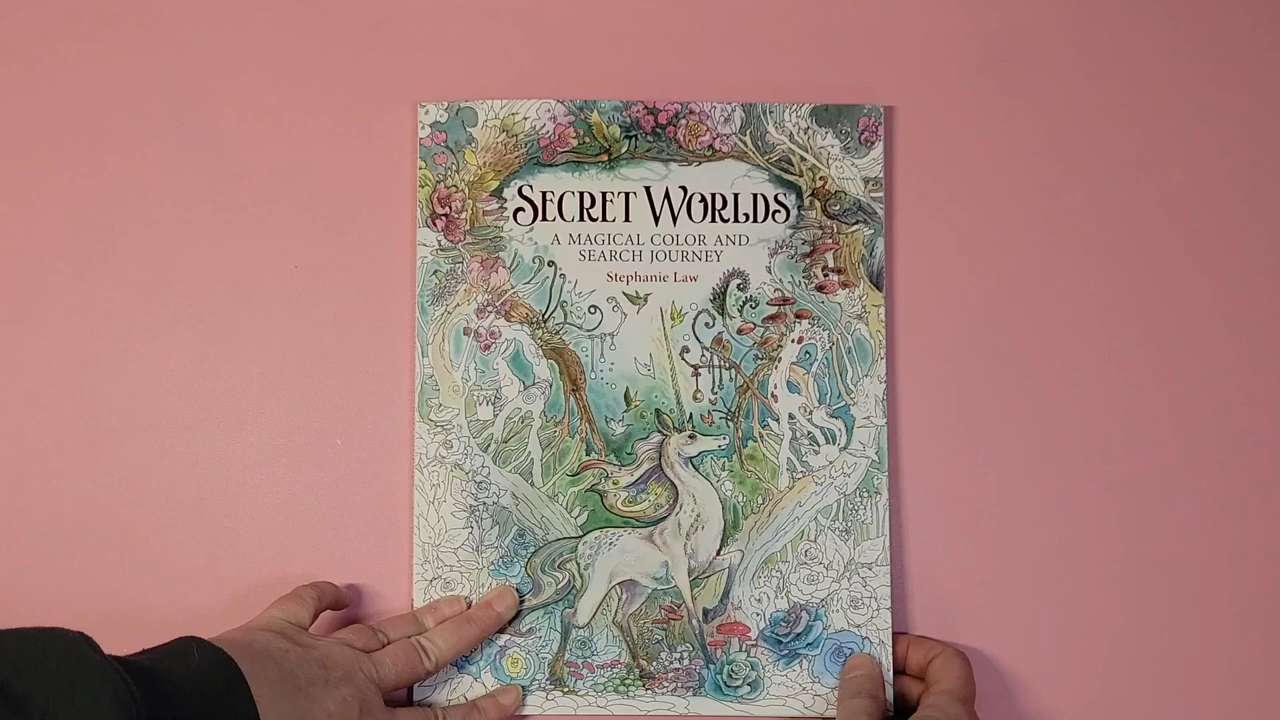 SECRET WORLDS
A MAGICAL COLOR AND
SEARCH JOURNEY
Stephanie Law